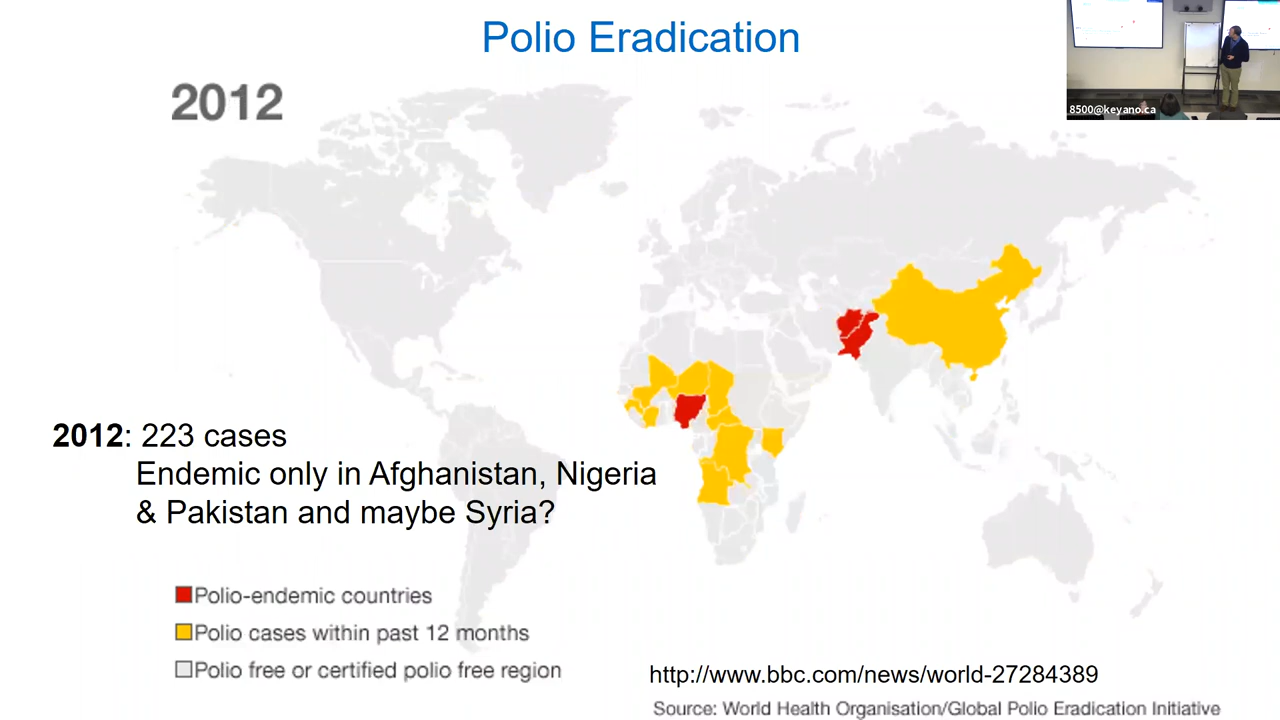 Polio Eradication
8500@keyano.ca
2012
2012: 223 cases
Endemic only in Afghanistan, Nigeria
& Pakistan and maybe Syria?
Polio-endemic countries
Polio cases within past 12 months
Polio free or certified polio free region
http://www.bbc.com/news/world-27284389
Source: World Health Organisation/Global Polio Eradication Initiative